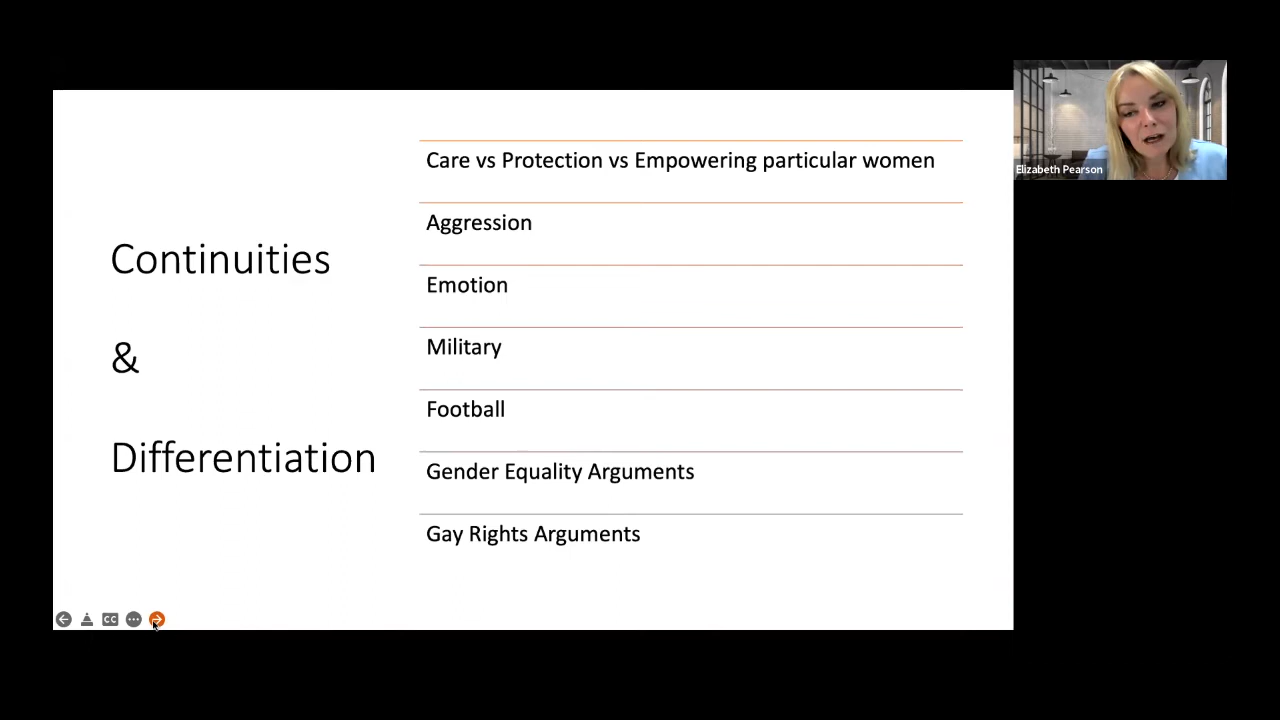 Continuities
&
Differentiation
Care vs Protection vs Empowering particular women
Aggression
Emotion
Military
Football
Gender Equality Arguments
Gay Rights Arguments
CC
Elizabeth Pearson